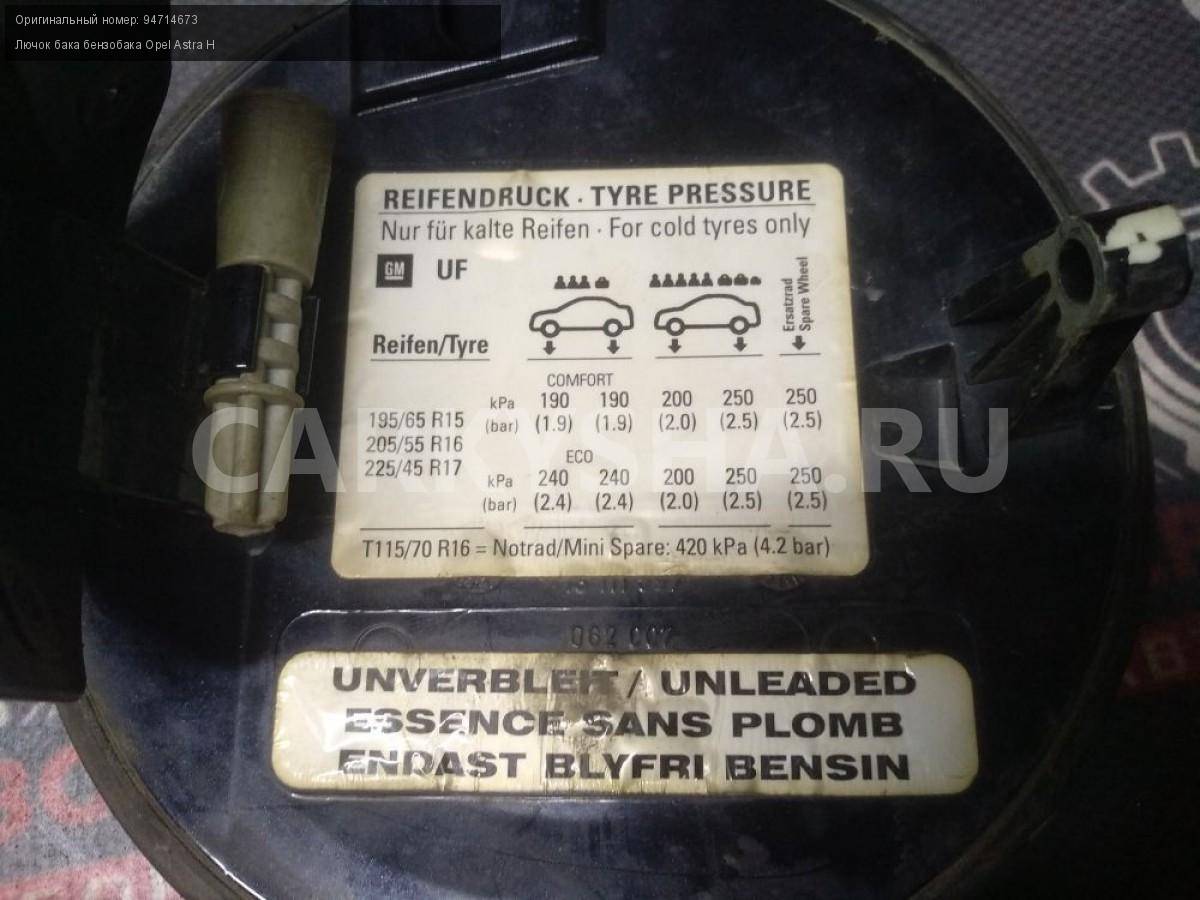 Оригинальный номер: 94714673
Лючок бака бензобака Opel Astra H
REIFENDRUCK · TYRE PRESSURE
Nur für kalte Reifen · For cold tyres only
GM UF
Ersatzrad
Spare Wheel
Reifen/Tyre
COMFORT
kPa 190 190 200 250 250
195/65 R15 (bar) (1.9) (1.9) (2.0) (2.5) (2.5)
205/55 R16
ECO
225/45 R17
kPa 240 240 200 250 250
(bar) (2.4) (2.4) (2.0) (2.5) (2.5)
T115/70 R16 = Notrad/Mini Spare: 420 kPa (4.2 bar)
CARKYSHA.RU
062 007
UNVERBLEIT / UNLEADED
ESSENCE SANS PLOMB
ENDAST BLYFRI BENSIN